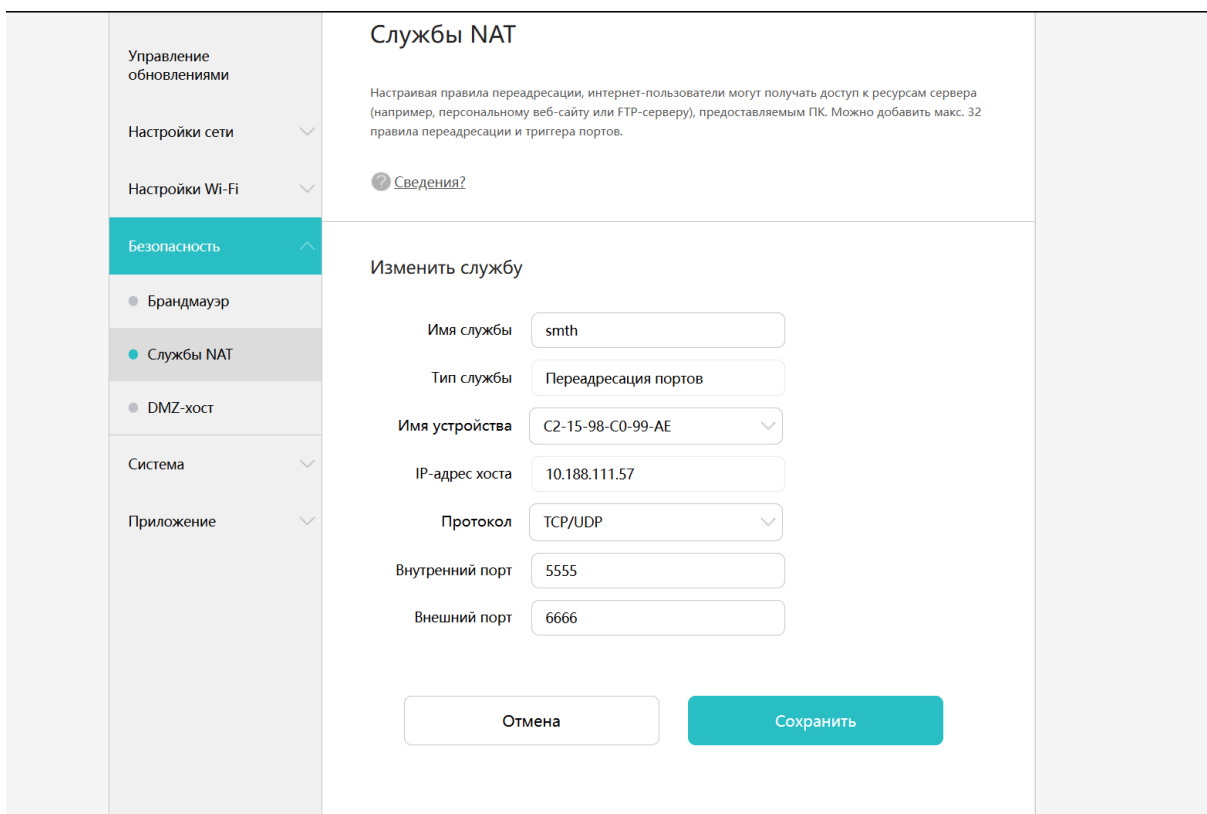 Службы NAT
Управление
обновлениями
Настраивая правила переадресации, интернет-пользователи могут получать доступ к ресурсам сервера
(например, персональному веб-сайту или FTP-серверу), предоставляемым ПК. Можно добавить макс. 32
правила переадресации и триггера портов.
Настройки сети
Настройки Wi-Fi
? Сведения?
Безопасность
Изменить службу
Брандмауэр
Имя службы smth
Службы NAT
Тип службы Переадресация портов
DMZ-хост
Имя устройства C2-15-98-C0-99-AE
Система
IP-адрес хоста 10.188.111.57
Приложение
Протокол TCP/UDP
Внутренний порт 5555
Внешний порт 6666
Отмена Сохранить